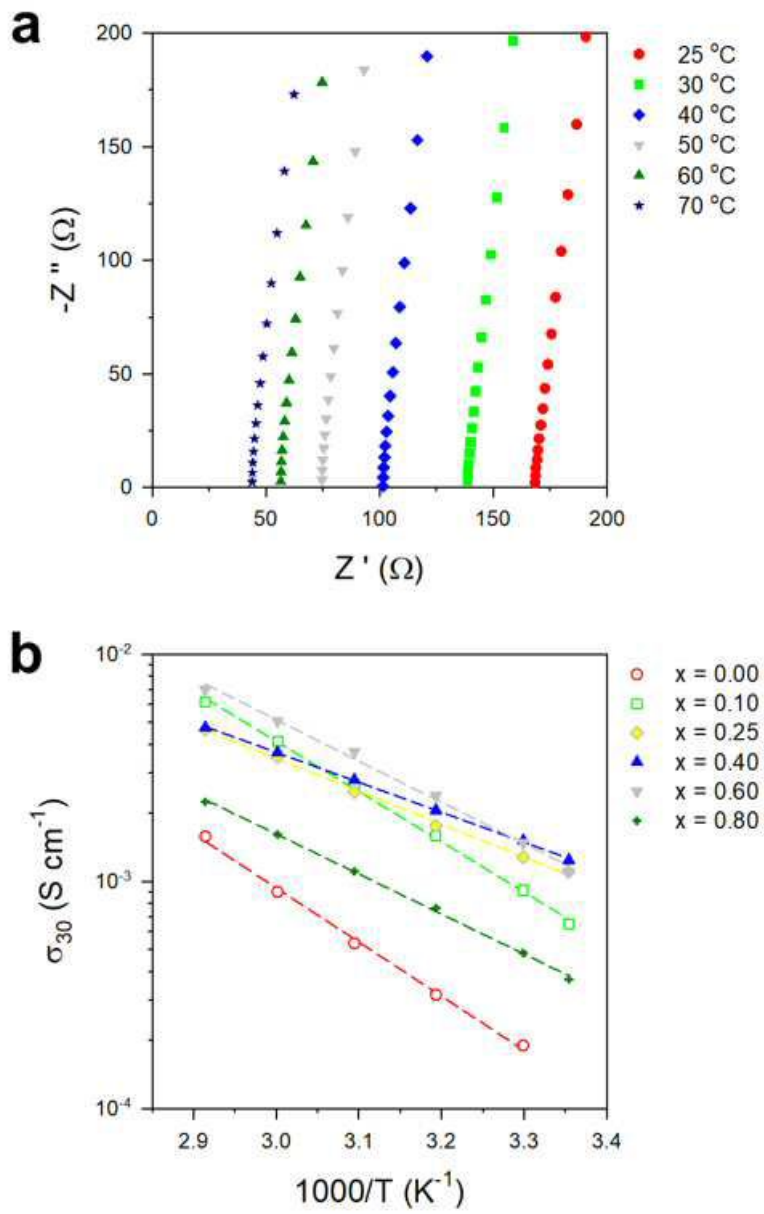 a
200
150
100
50
0
-Z " (Ω)
0 50 100 150 200
Z ' (Ω)
25 °C
30 °C
40 °C
50 °C
60 °C
70 °C
b
10⁻²
10⁻³
10⁻⁴
σ₃₀ (S cm⁻¹)
2.9 3.0 3.1 3.2 3.3 3.4
1000/T (K⁻¹)
x = 0.00
x = 0.10
x = 0.25
x = 0.40
x = 0.60
x = 0.80